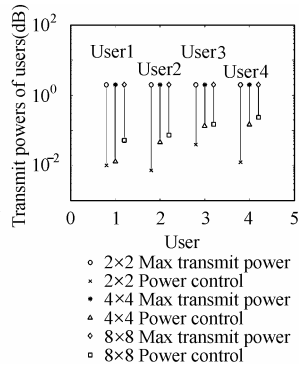 Transmit powers of users(dB)
10²
10⁰
10⁻²
User1
User2
User3
User4
0 1 2 3 4 5
User
2×2 Max transmit power
2×2 Power control
4×4 Max transmit power
4×4 Power control
8×8 Max transmit power
8×8 Power control